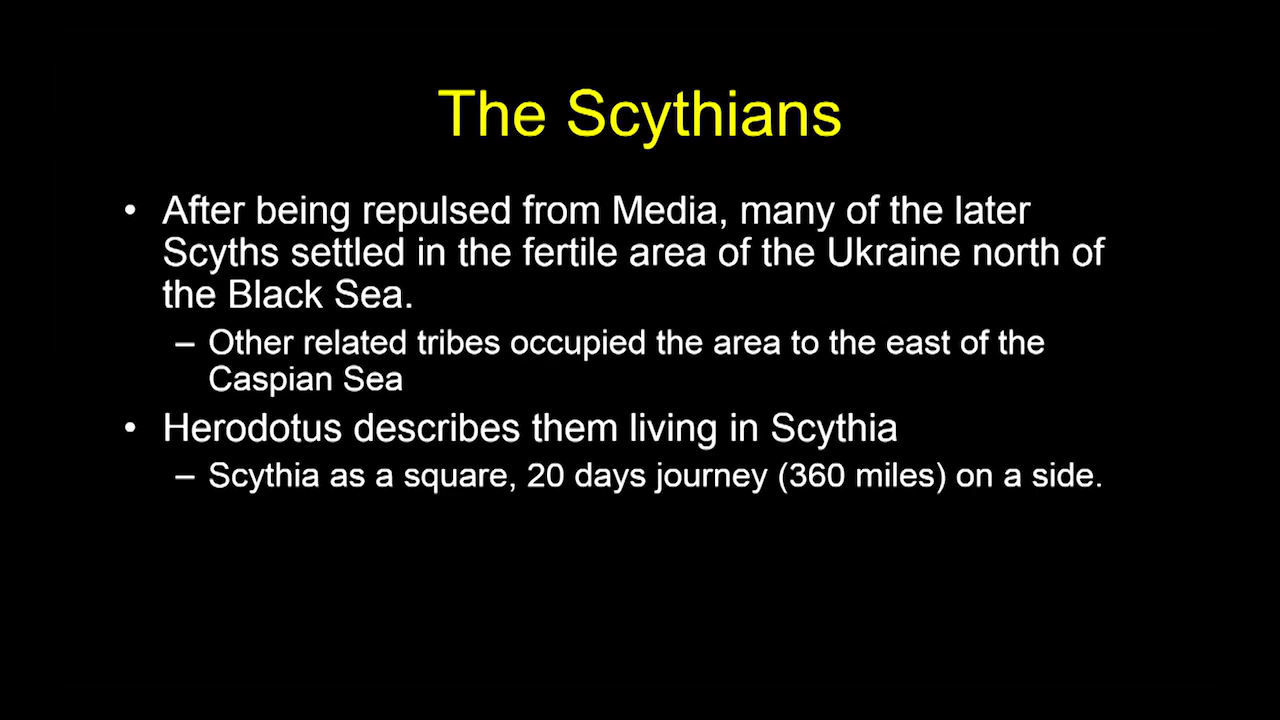 The Scythians
• After being repulsed from Media, many of the later
Scyths settled in the fertile area of the Ukraine north of
the Black Sea.
– Other related tribes occupied the area to the east of the
Caspian Sea
• Herodotus describes them living in Scythia
– Scythia as a square, 20 days journey (360 miles) on a side.